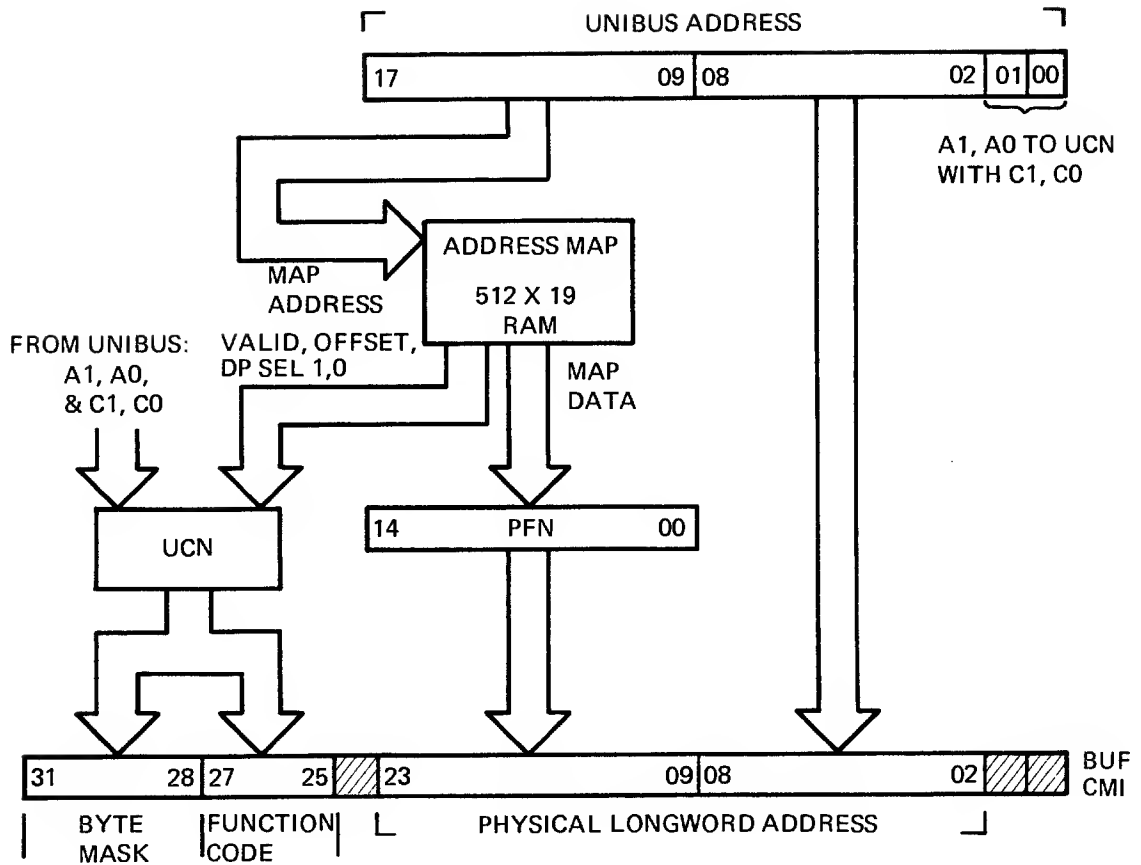 UNIBUS ADDRESS
17 09 08 02 01 00
A1, A0 TO UCN
WITH C1, C0
ADDRESS MAP
512 X 19
RAM
MAP
ADDRESS
FROM UNIBUS:
A1, A0,
& C1, C0
VALID, OFFSET,
DP SEL 1,0
MAP
DATA
UCN
14 PFN 00
31 28 27 25 23 09 08 02
BUF
CMI
BYTE
MASK
FUNCTION
CODE
PHYSICAL LONGWORD ADDRESS